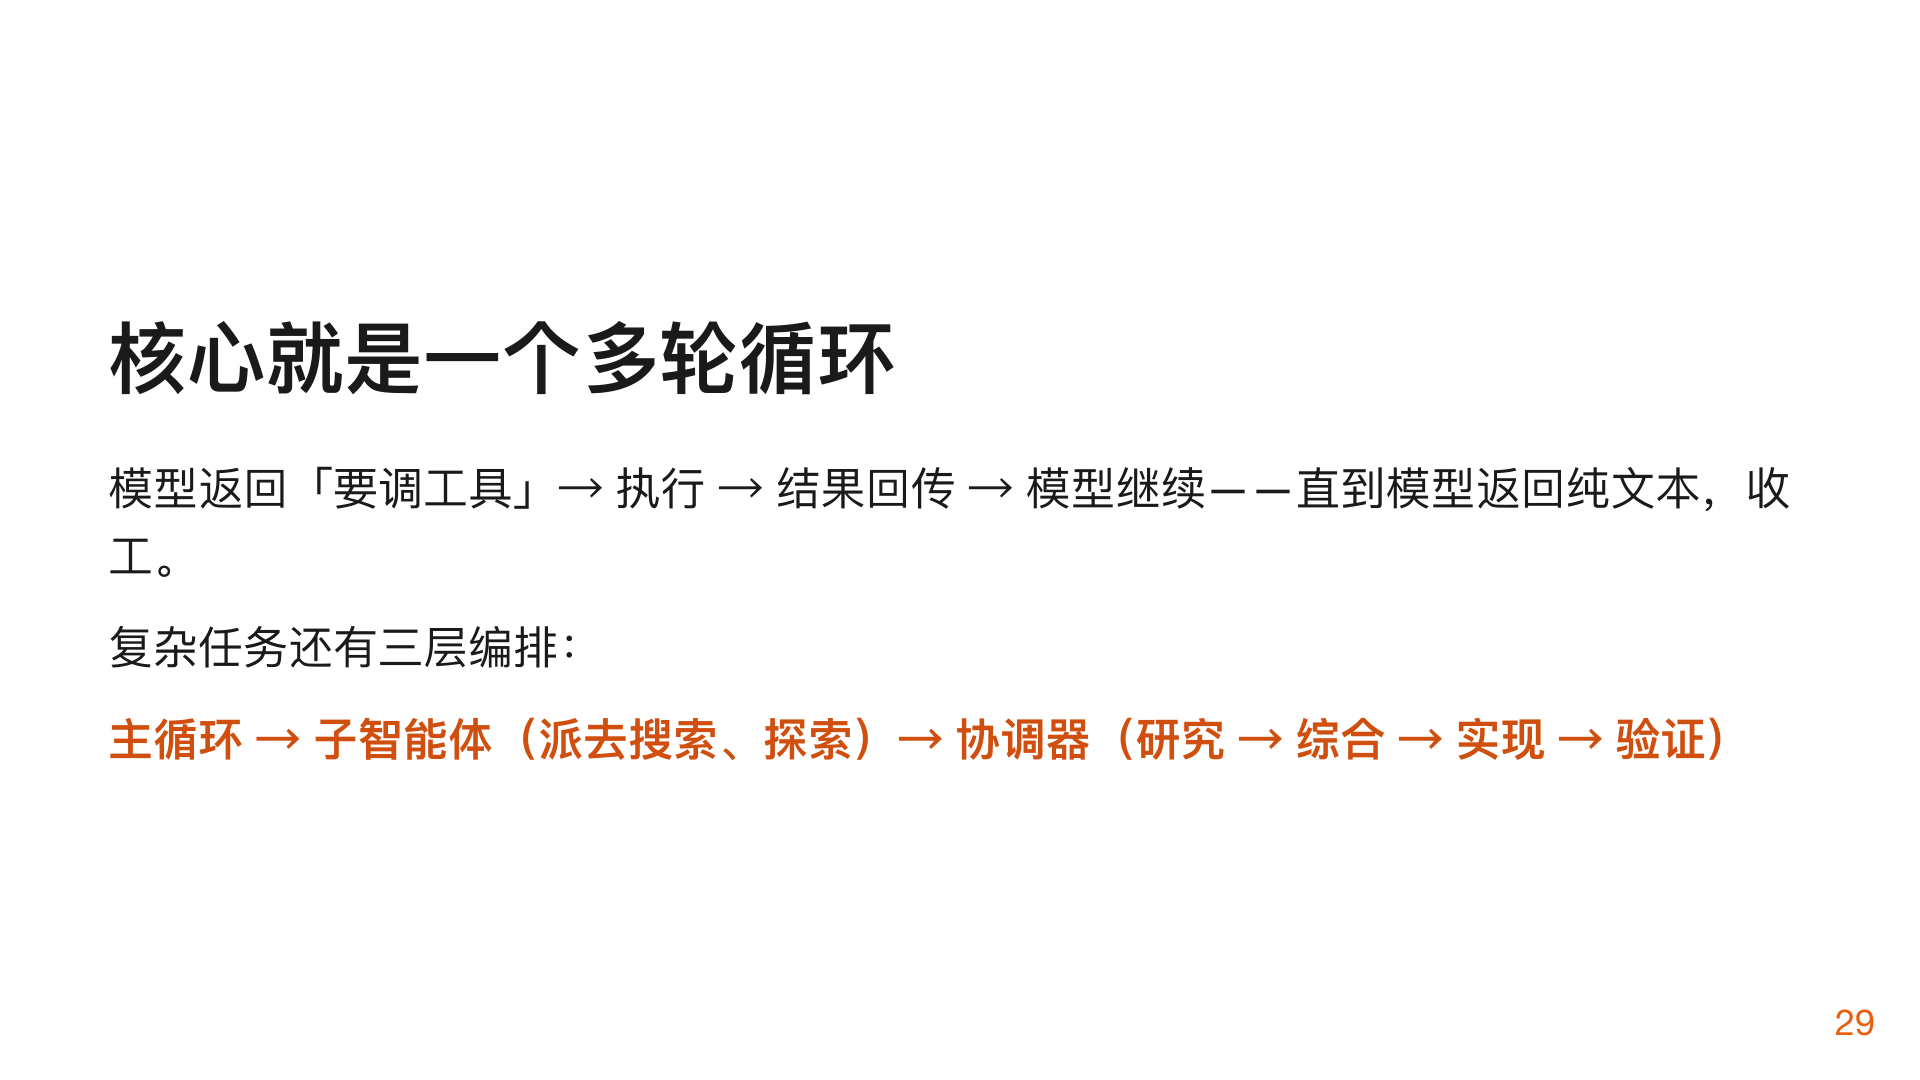 核心就是一个多轮循环
模型返回「要调工具」→ 执行 → 结果回传 → 模型继续——直到模型返回纯文本，收
工。
复杂任务还有三层编排：
主循环 → 子智能体（派去搜索、探索）→ 协调器（研究 → 综合 → 实现 → 验证）
29